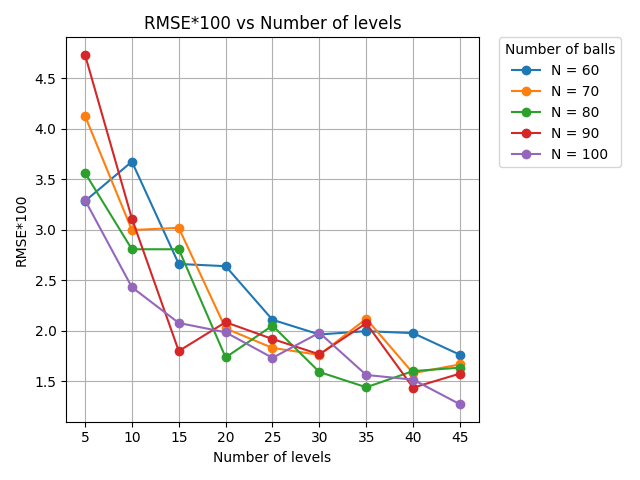 RMSE*100 vs Number of levels
RMSE*100
4.5
4.0
3.5
3.0
2.5
2.0
1.5
5 10 15 20 25 30 35 40 45
Number of levels
Number of balls
N = 60
N = 70
N = 80
N = 90
N = 100